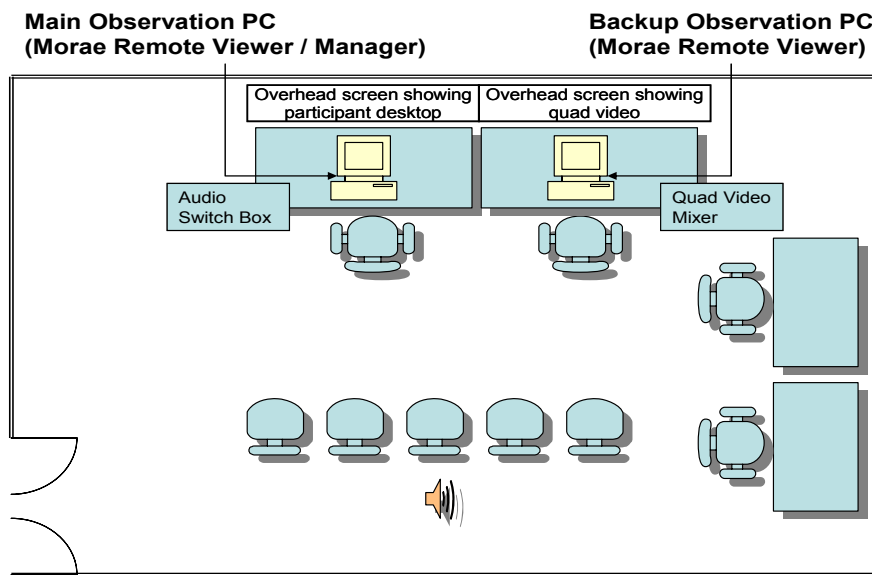 Main Observation PC
(Morae Remote Viewer / Manager)
Backup Observation PC
(Morae Remote Viewer)
Overhead screen showing
participant desktop
Overhead screen showing
quad video
Audio
Switch Box
Quad Video
Mixer